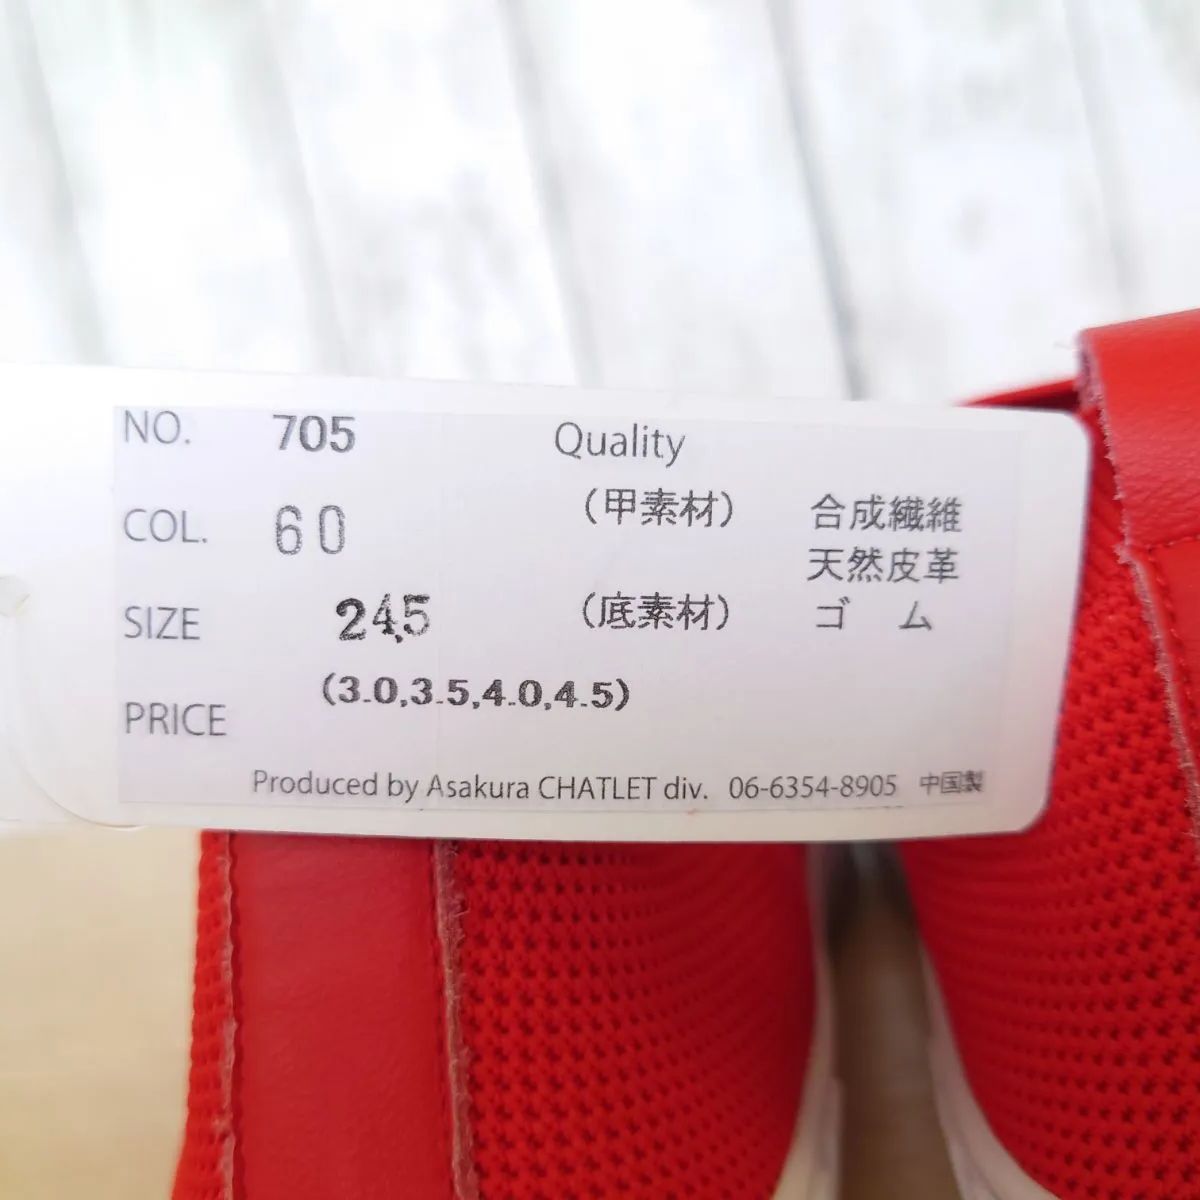 NO. 705 Quality
COL. 60 (甲素材) 合成繊維
天然皮革
SIZE 24.5 (底素材) ゴム
(3.0,3.5,4.0,4.5)
PRICE
Produced by Asakura CHATLET div. 06-6354-8905 中国製